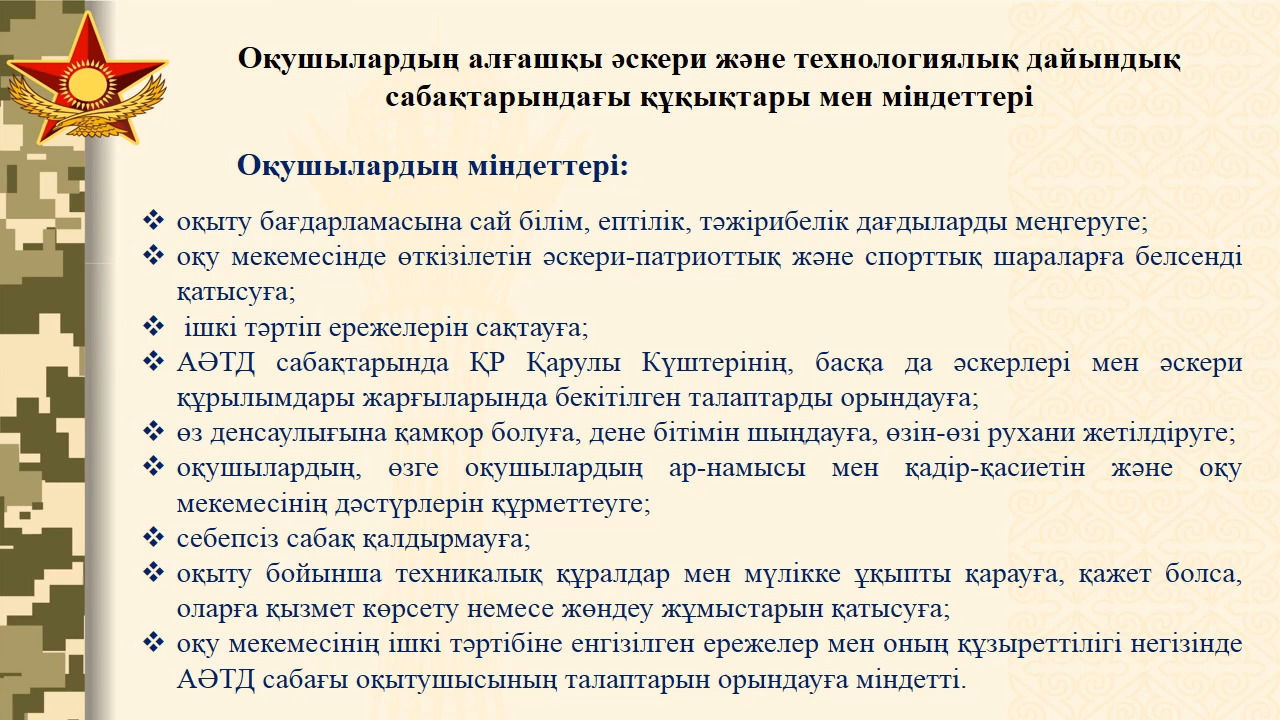 Оқушылардың алғашқы әскери және технологиялық дайындық
сабақтарындағы құқықтары мен міндеттері
Оқушылардың міндеттері:
❖ оқыту бағдарламасына сай білім, ептілік, тәжірибелік дағдыларды меңгеруге;
❖ оқу мекемесінде өткізілетін әскери-патриоттық және спорттық шараларға белсенді
қатысуға;
❖ ішкі тәртіп ережелерін сақтауға;
❖ АӘТД сабақтарында ҚР Қарулы Күштерінің, басқа да әскерлері мен әскери
құрылымдары жарғыларында бекітілген талаптарды орындауға;
❖ өз денсаулығына қамқор болуға, дене бітімін шыңдауға, өзін-өзі рухани жетілдіруге;
❖ оқушылардың, өзге оқушылардың ар-намысы мен қадір-қасиетін және оқу
мекемесінің дәстүрлерін құрметтеуге;
❖ себепсіз сабақ қалдырмауға;
❖ оқыту бойынша техникалық құралдар мен мүлікке ұқыпты қарауға, қажет болса,
оларға қызмет көрсету немесе жөндеу жұмыстарын қатысуға;
❖ оқу мекемесінің ішкі тәртібіне енгізілген ережелер мен оның құзыреттілігі негізінде
АӘТД сабағы оқытушысының талаптарын орындауға міндетті.